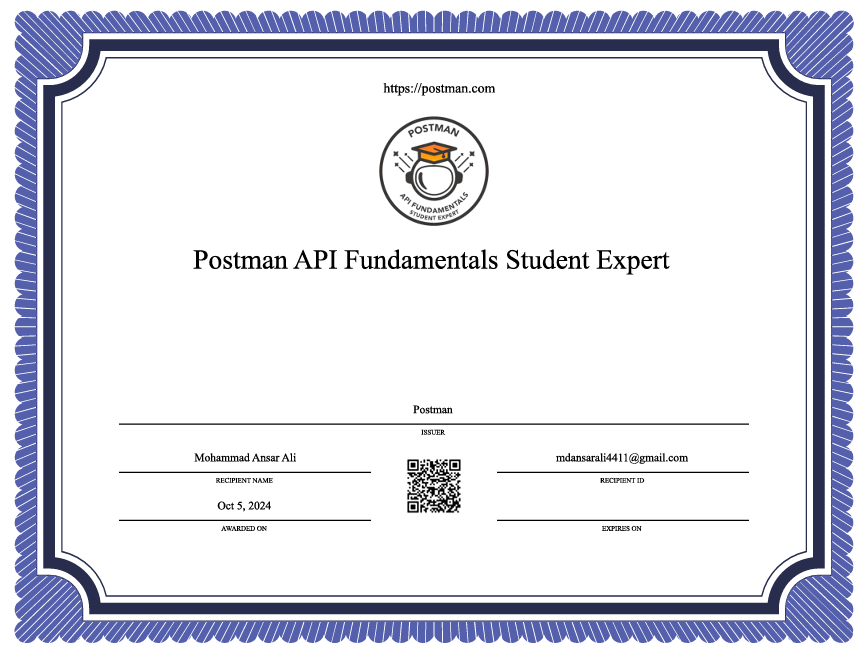 https://postman.com
POSTMAN
API FUNDAMENTALS
STUDENT EXPERT
Postman API Fundamentals Student Expert
Postman
ISSUER
Mohammad Ansar Ali
mdansarali4411@gmail.com
RECIPIENT NAME
RECIPIENT ID
Oct 5, 2024
AWARDED ON
EXPIRES ON